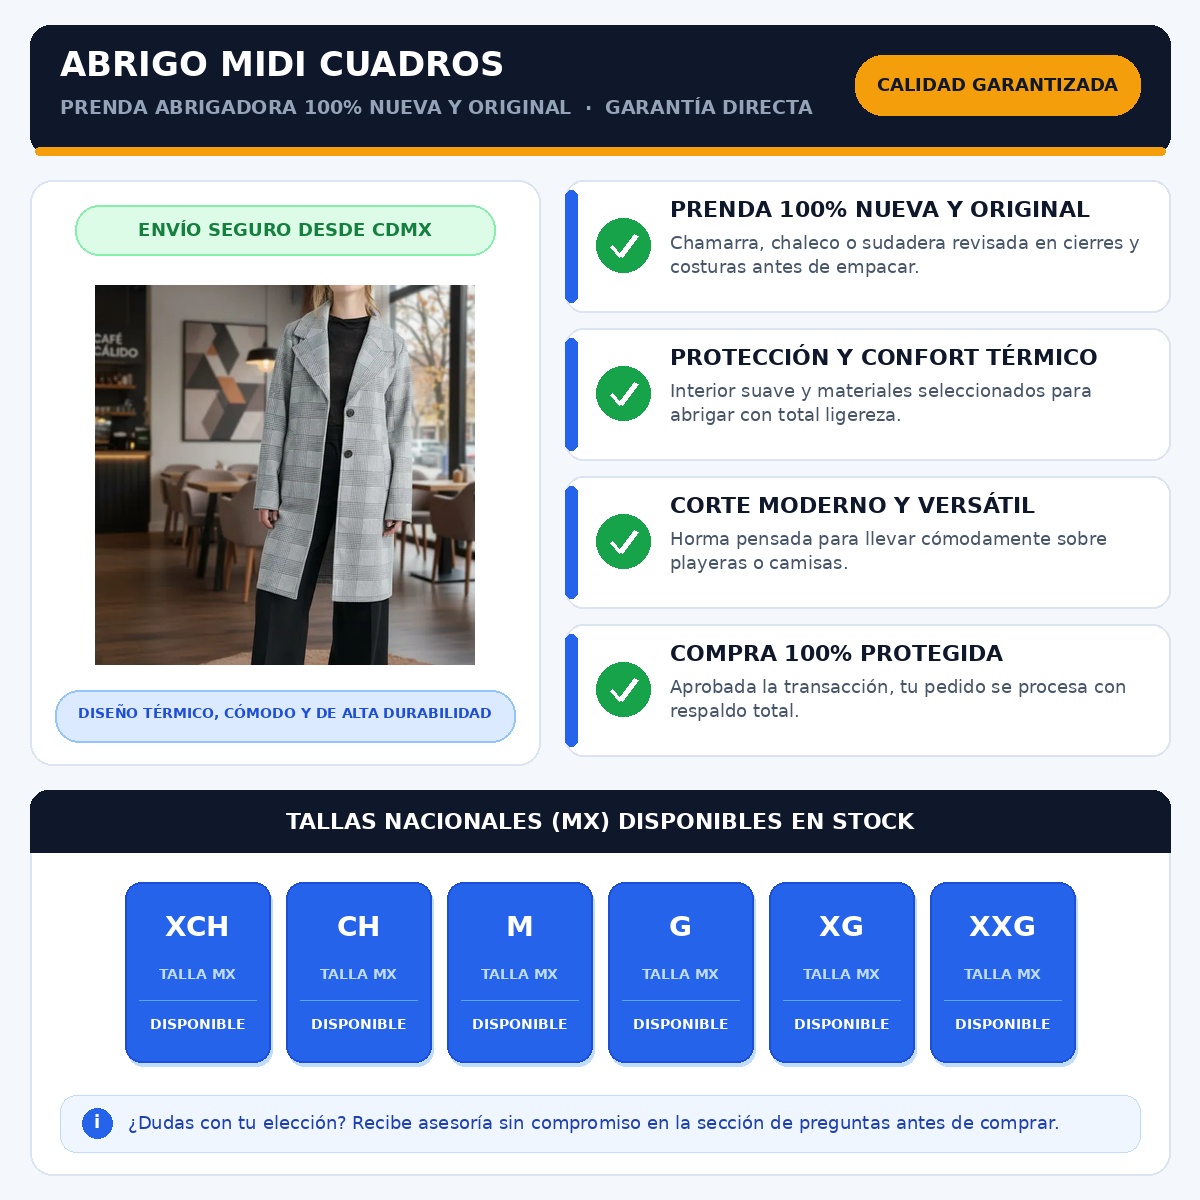 ABRIGO MIDI CUADROS
PRENDA ABRIGADORA 100% NUEVA Y ORIGINAL · GARANTÍA DIRECTA
CALIDAD GARANTIZADA
ENVÍO SEGURO DESDE CDMX
CAFÉ
CÁLIDO
DISEÑO TÉRMICO, CÓMODO Y DE ALTA DURABILIDAD
PRENDA 100% NUEVA Y ORIGINAL
Chamarra, chaleco o sudadera revisada en cierres y
costuras antes de empacar.
PROTECCIÓN Y CONFORT TÉRMICO
Interior suave y materiales seleccionados para
abrigar con total ligereza.
CORTE MODERNO Y VERSÁTIL
Horma pensada para llevar cómodamente sobre
playeras o camisas.
COMPRA 100% PROTEGIDA
Aprobada la transacción, tu pedido se procesa con
respaldo total.
TALLAS NACIONALES (MX) DISPONIBLES EN STOCK
XCH
TALLA MX
DISPONIBLE
CH
TALLA MX
DISPONIBLE
M
TALLA MX
DISPONIBLE
G
TALLA MX
DISPONIBLE
XG
TALLA MX
DISPONIBLE
XXG
TALLA MX
DISPONIBLE
i ¿Dudas con tu elección? Recibe asesoría sin compromiso en la sección de preguntas antes de comprar.